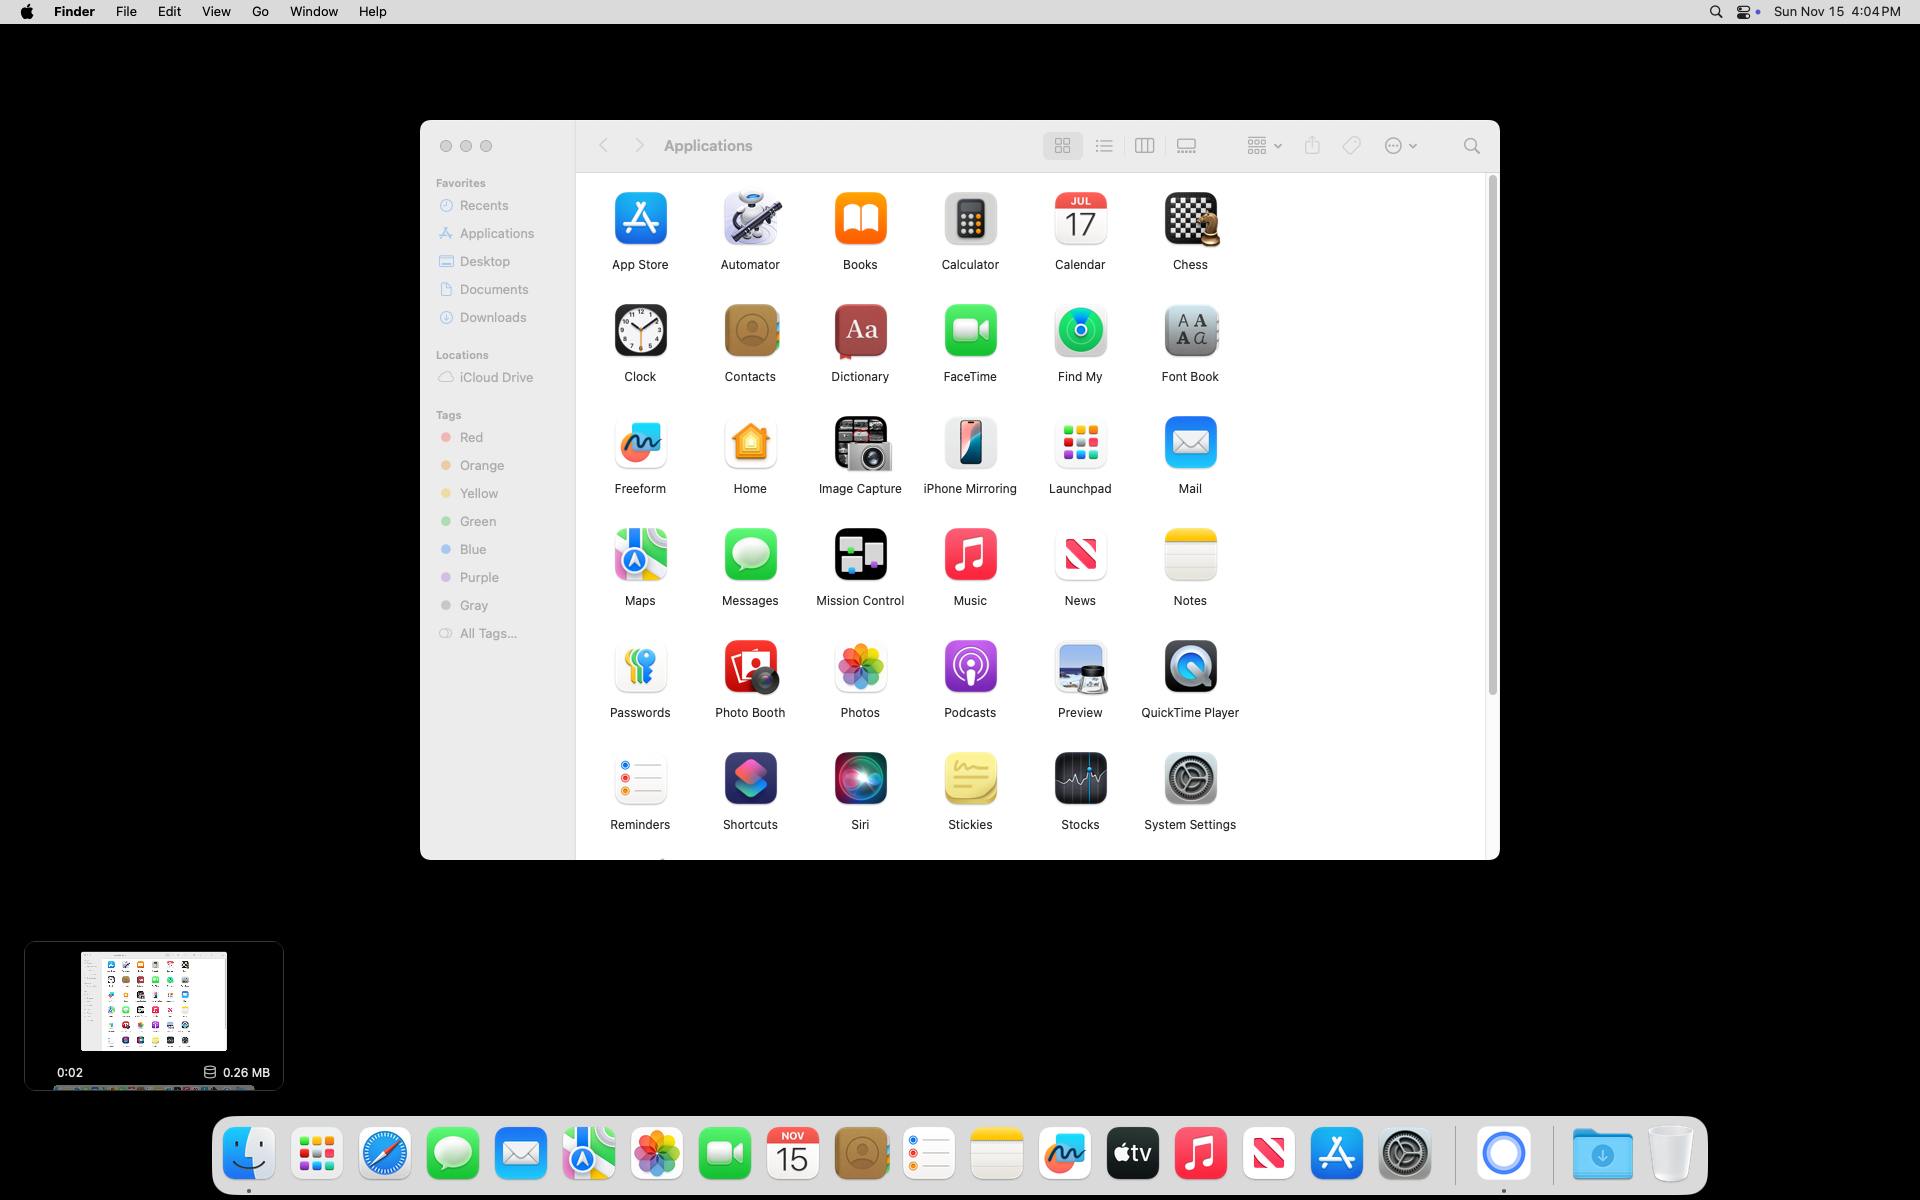 Finder File Edit View Go Window Help
Sun Nov 15 4:04 PM
Applications
Favorites
Recents
Applications
Desktop
Documents
Downloads
Locations
iCloud Drive
Tags
Red
Orange
Yellow
Green
Blue
Purple
Gray
All Tags...
JUL
17
App Store Automator Books Calculator Calendar Chess
Aa
A A
A a
Clock Contacts Dictionary FaceTime Find My Font Book
Freeform Home Image Capture iPhone Mirroring Launchpad Mail
Maps Messages Mission Control Music News Notes
Passwords Photo Booth Photos Podcasts Preview QuickTime Player
Reminders Shortcuts Siri Stickies Stocks System Settings
0:02 0.26 MB
NOV
15
tv